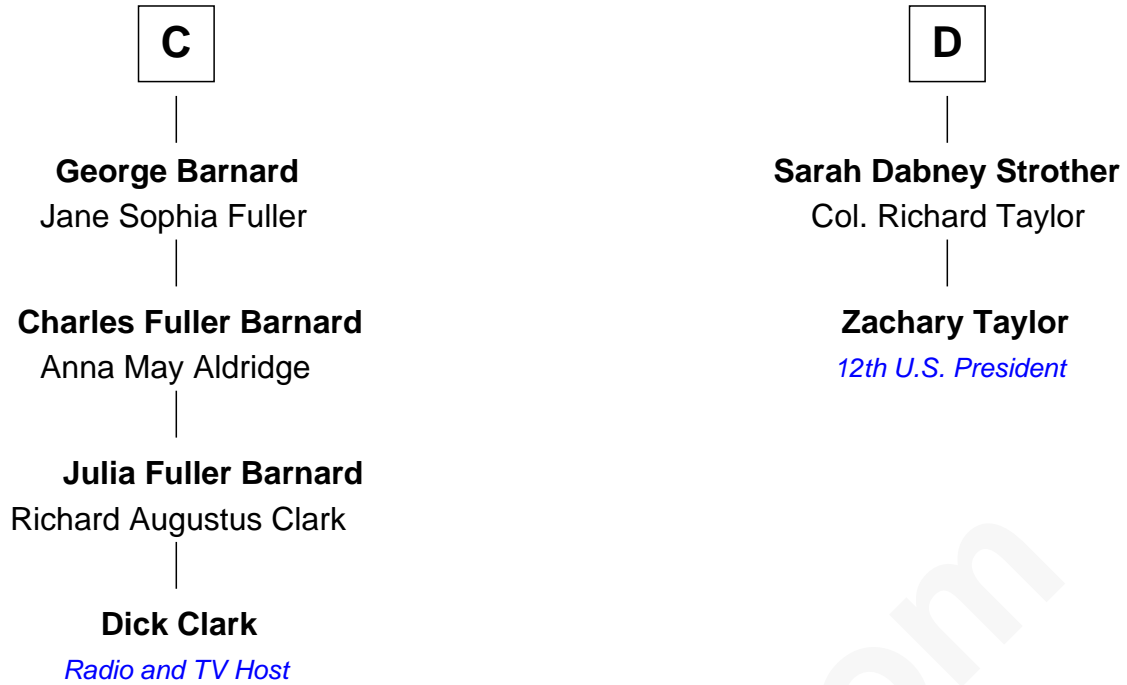 C
George Barnard
Jane Sophia Fuller
Charles Fuller Barnard
Anna May Aldridge
Julia Fuller Barnard
Richard Augustus Clark
Dick Clark
Radio and TV Host
D
Sarah Dabney Strother
Col. Richard Taylor
Zachary Taylor
12th U.S. President
om